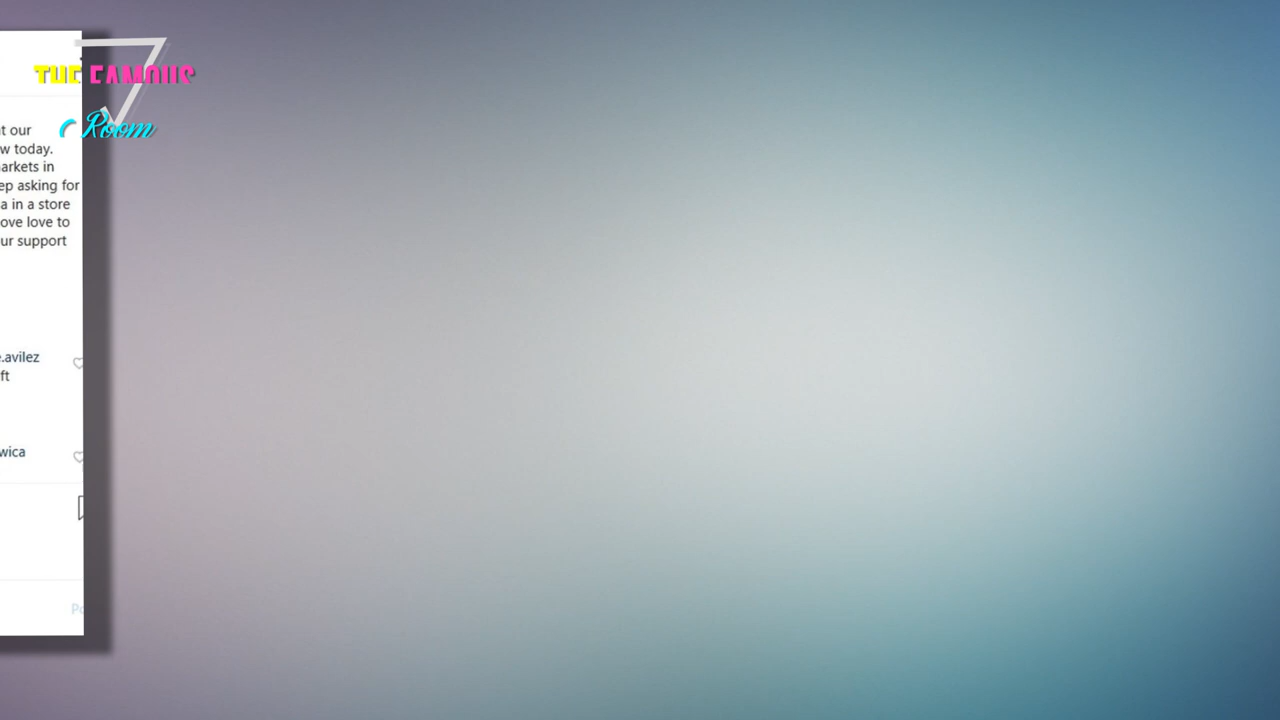 THE FAMOUS
Room
t our
w today.
arkets in
ep asking for
a in a store
ove love to
ur support
.avilez
ft
wica